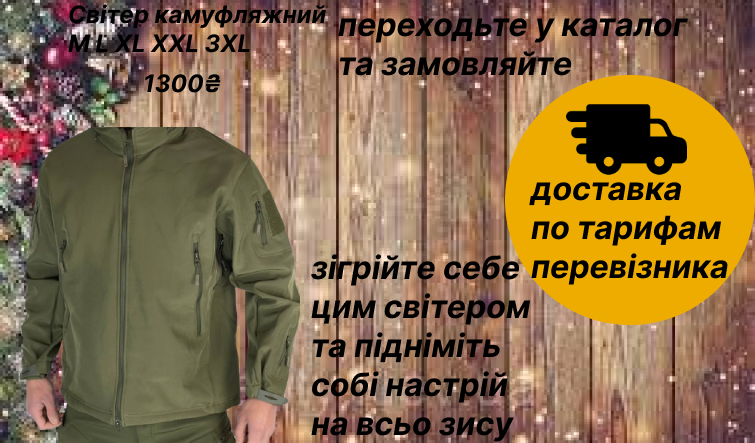 Світер камуфляжний
M L XL XXL 3XL
1300₴
переходьте у каталог
та замовляйте
доставка
по тарифам
перевізника
зігрійте себе
цим світером
та підніміть
собі настрій
на всьо зису